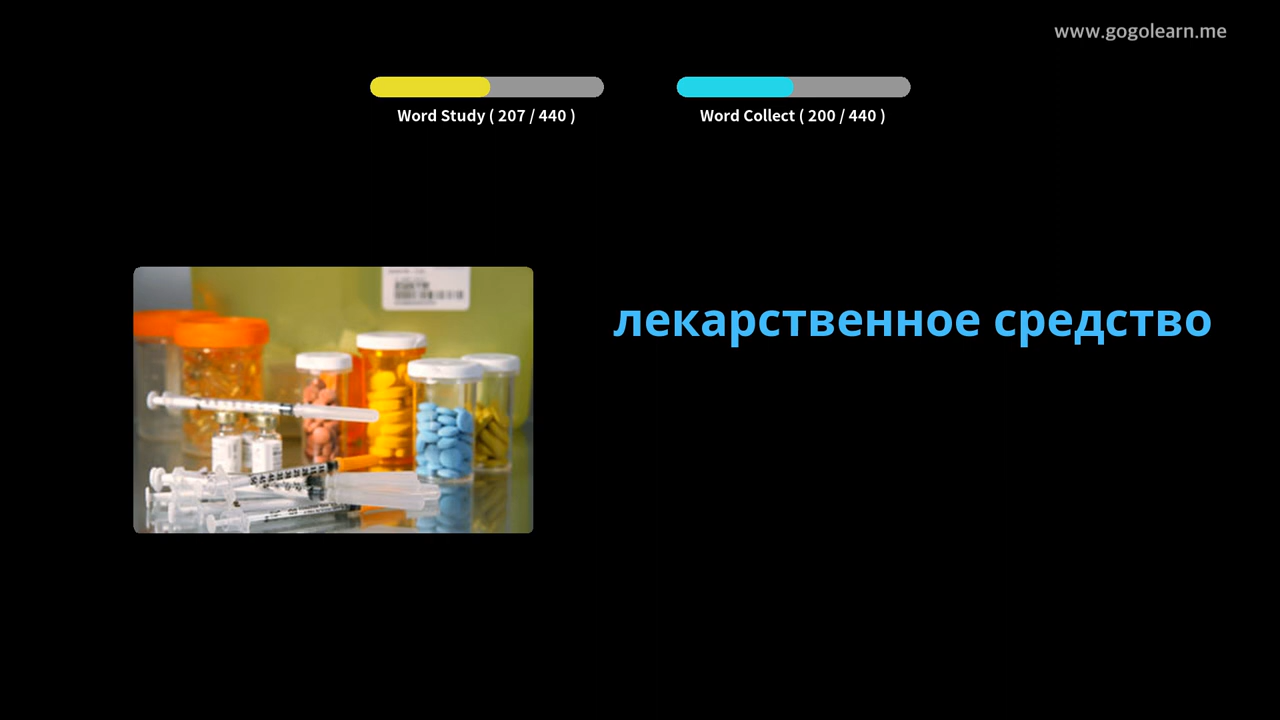 www.gogolearn.me
Word Study ( 207 / 440 )
Word Collect ( 200 / 440 )
лекарственное средство